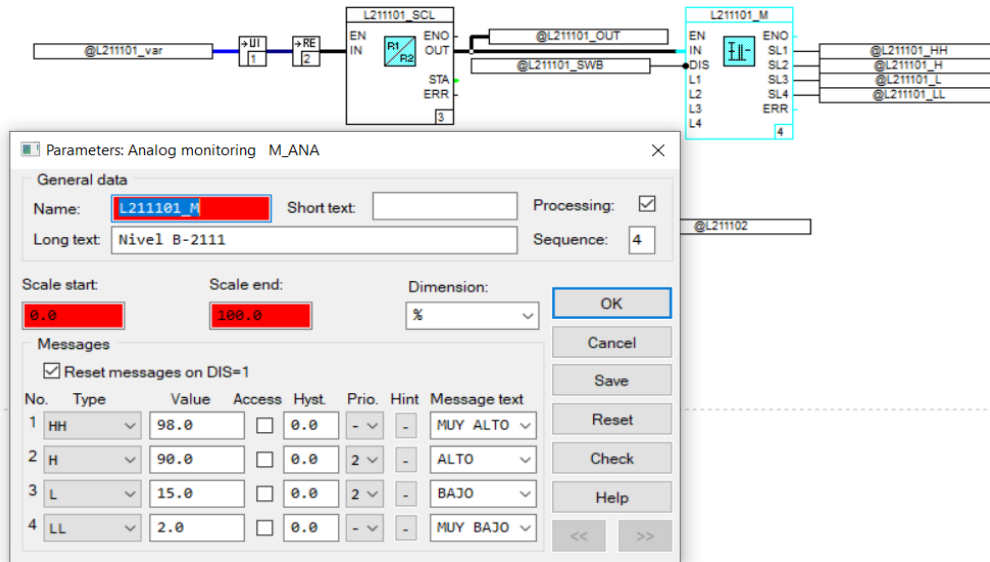 L211101_SCL
L211101_M
EN ENO
IN OUT
STA
ERR
R1/R2
3
@L211101_var
→UI
1
→RE
2
@L211101_OUT
@L211101_SWB
EN ENO
IN SL1
DIS SL2
L1 SL3
L2 SL4
L3 ERR
L4
4
@L211101_HH
@L211101_H
@L211101_L
@L211101_LL
@L211102
Parameters: Analog monitoring M_ANA
General data
Name: L211101_M Short text: Processing:
Long text: Nivel B-2111 Sequence: 4
Scale start: Scale end: Dimension:
0.0 100.0 %
OK
Cancel
Save
Reset
Check
Help
<< >>
Messages
Reset messages on DIS=1
No. Type Value Access Hyst. Prio. Hint Message text
1 HH 98.0 0.0 - - MUY ALTO
2 H 90.0 0.0 2 - ALTO
3 L 15.0 0.0 2 - BAJO
4 LL 2.0 0.0 - - MUY BAJO